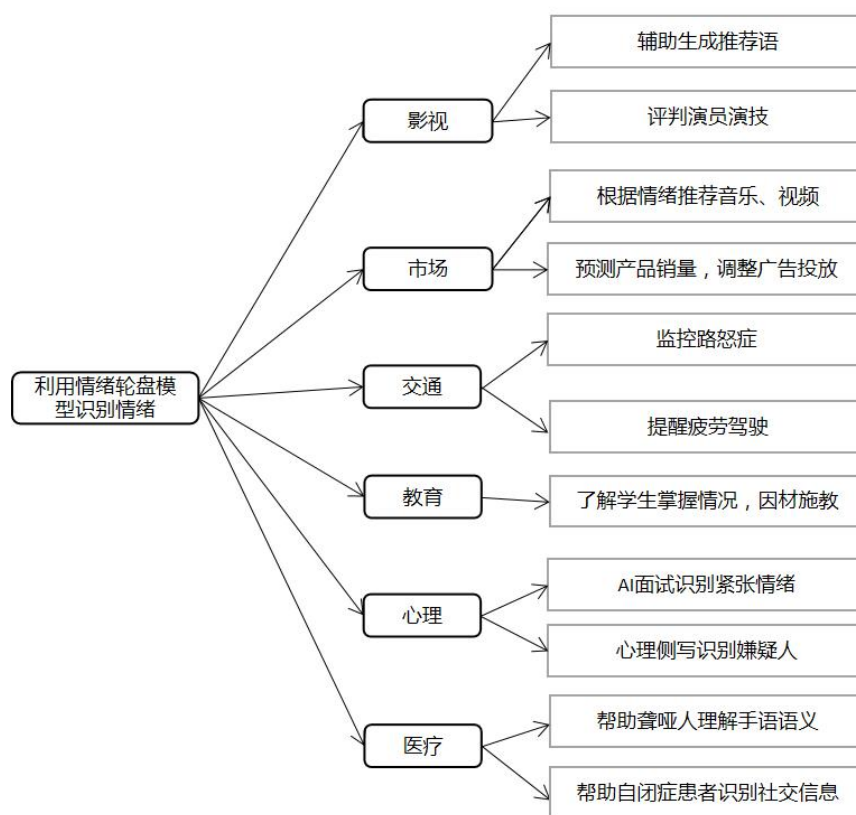 利用情绪轮盘模
型识别情绪
影视
辅助生成推荐语
评判演员演技
市场
根据情绪推荐音乐、视频
预测产品销量，调整广告投放
交通
监控路怒症
提醒疲劳驾驶
教育
了解学生掌握情况，因材施教
心理
AI面试识别紧张情绪
心理侧写识别嫌疑人
医疗
帮助聋哑人理解手语语义
帮助自闭症患者识别社交信息